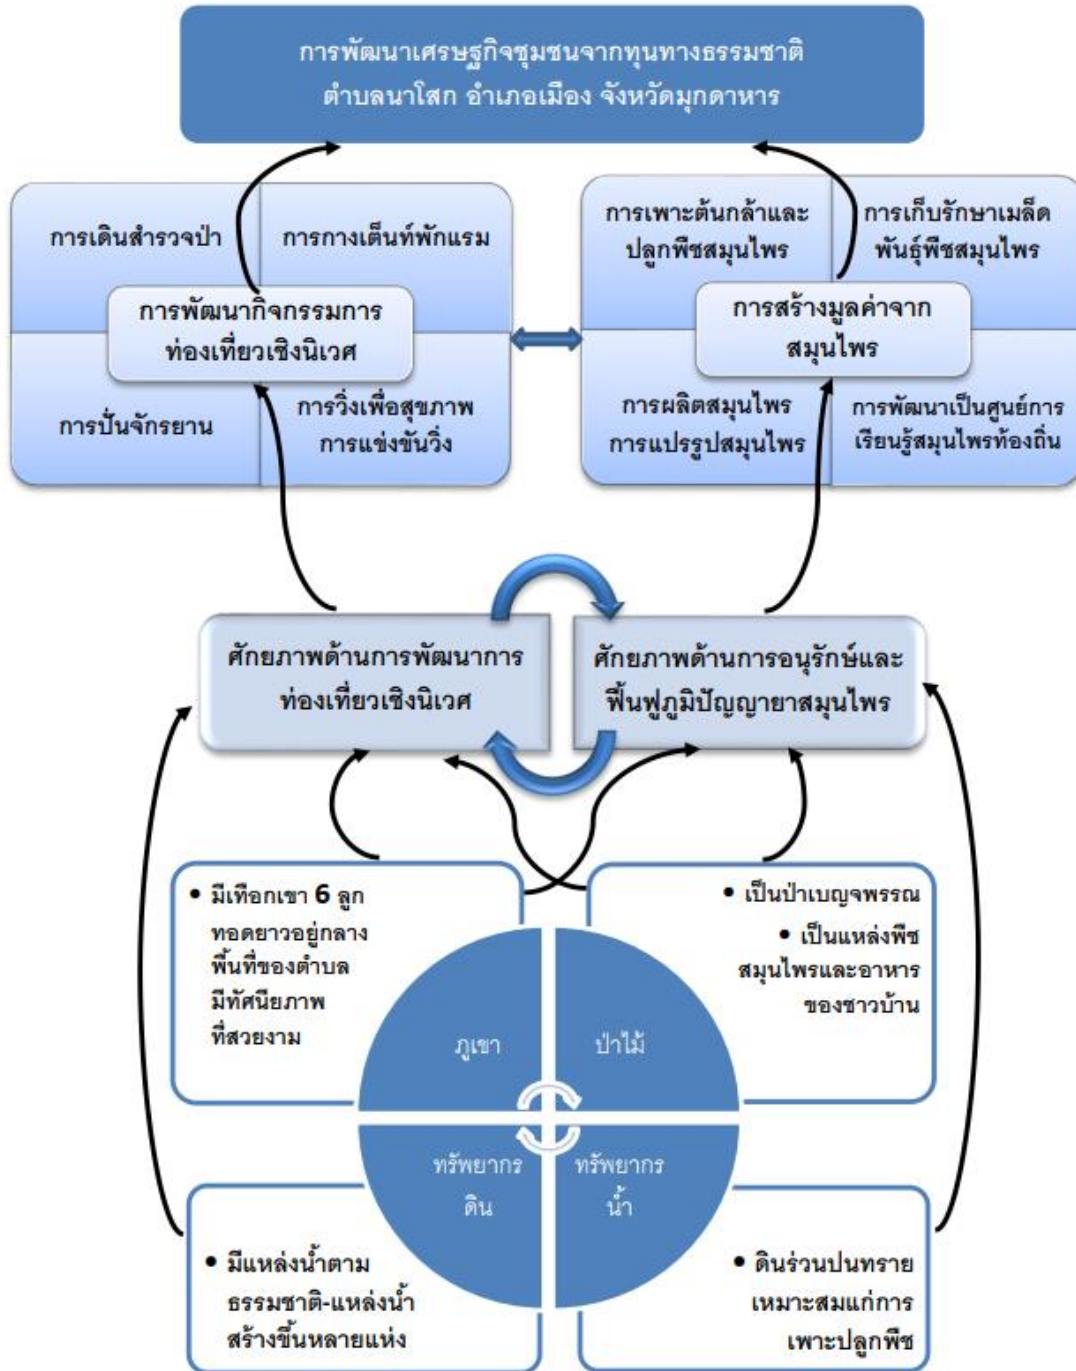 การพัฒนาเศรษฐกิจชุมชนจากทุนทางธรรมชาติ
ตำบลนาโสก อำเภอเมือง จังหวัดมุกดาหาร
การเดินสำรวจป่า
การกางเต็นท์พักแรม
การพัฒนากิจกรรมการ
ท่องเที่ยวเชิงนิเวศ
การปั่นจักรยาน
การวิ่งเพื่อสุขภาพ
การแข่งขันวิ่ง
การเพาะต้นกล้าและ
ปลูกพืชสมุนไพร
การเก็บรักษาเมล็ด
พันธุ์พืชสมุนไพร
การสร้างมูลค่าจาก
สมุนไพร
การผลิตสมุนไพร
การแปรรูปสมุนไพร
การพัฒนาเป็นศูนย์การ
เรียนรู้สมุนไพรท้องถิ่น
ศักยภาพด้านการพัฒนาการ
ท่องเที่ยวเชิงนิเวศ
ศักยภาพด้านการอนุรักษ์และ
ฟื้นฟูภูมิปัญญายาสมุนไพร
• มีเทือกเขา 6 ลูก
ทอดยาวอยู่กลาง
พื้นที่ของตำบล
มีทัศนียภาพ
ที่สวยงาม
• เป็นป่าเบญจพรรณ
• เป็นแหล่งพืช
สมุนไพรและอาหาร
ของชาวบ้าน
ภูเขา
ป่าไม้
ทรัพยากร
ดิน
ทรัพยากร
น้ำ
• มีแหล่งน้ำตาม
ธรรมชาติ-แหล่งน้ำ
สร้างขึ้นหลายแห่ง
• ดินร่วนปนทราย
เหมาะสมแก่การ
เพาะปลูกพืช